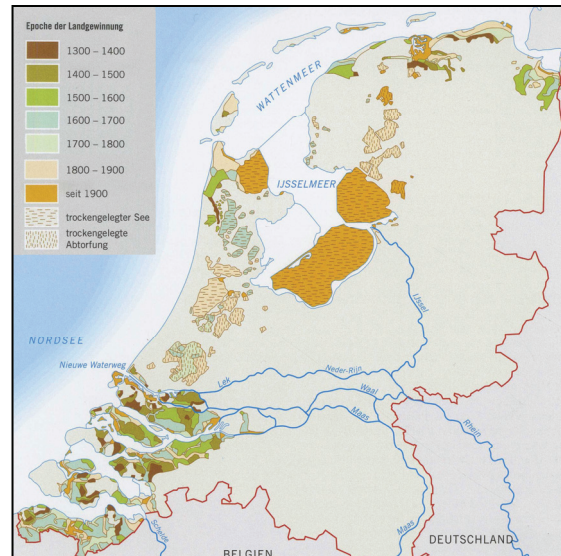 Epoche der Landgewinnung
1300 – 1400
1400 – 1500
1500 – 1600
1600 – 1700
1700 – 1800
1800 – 1900
seit 1900
trockengelegter See
trockengelegte
Abtorfung
WATTENMEER
IJSSELMEER
IJssel
NORDSEE
Nieuwe Waterweg
Lek
Neder-Rijn
Waal
Maas
Rhein
Maas
Schelde
DEUTSCHLAND
BELGIEN